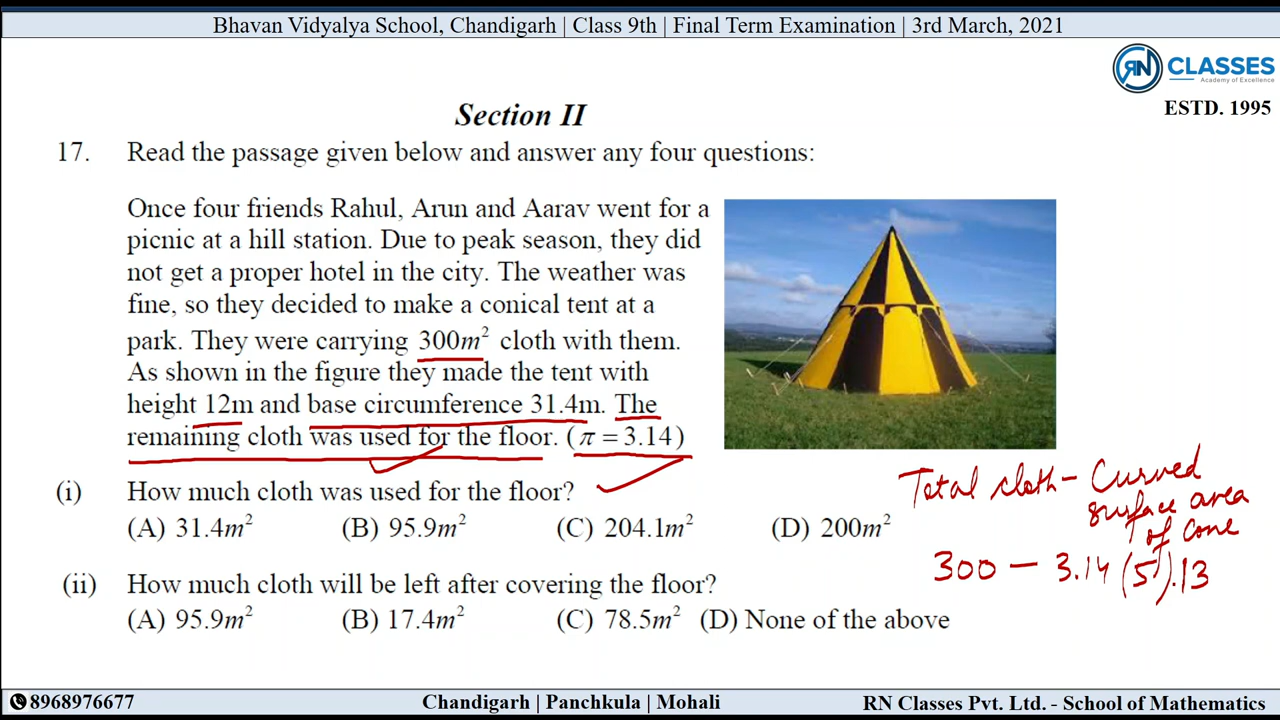 Bhavan Vidyalya School, Chandigarh | Class 9th | Final Term Examination | 3rd March, 2021
RN CLASSES
Academy of Excellence
ESTD. 1995
Section II
17. Read the passage given below and answer any four questions:
Once four friends Rahul, Arun and Aarav went for a
picnic at a hill station. Due to peak season, they did
not get a proper hotel in the city. The weather was
fine, so they decided to make a conical tent at a
park. They were carrying 300m² cloth with them.
As shown in the figure they made the tent with
height 12m and base circumference 31.4m. The
remaining cloth was used for the floor. (π = 3.14)
(i) How much cloth was used for the floor?
(A) 31.4m² (B) 95.9m² (C) 204.1m² (D) 200m²
(ii) How much cloth will be left after covering the floor?
(A) 95.9m² (B) 17.4m² (C) 78.5m² (D) None of the above
Total cloth - Curved
surface area
of cone
300 — 3.14 (5).13
8968976677
Chandigarh | Panchkula | Mohali
RN Classes Pvt. Ltd. - School of Mathematics